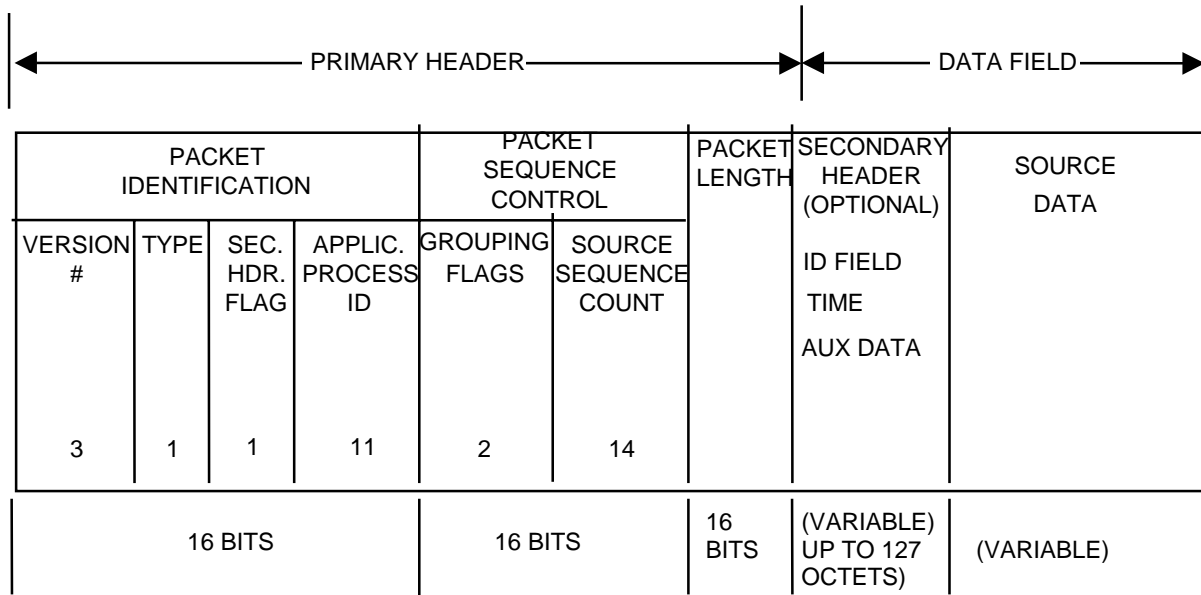 PRIMARY HEADER
DATA FIELD
PACKET
IDENTIFICATION
PACKET
SEQUENCE
CONTROL
PACKET
LENGTH
SECONDARY
HEADER
(OPTIONAL)
ID FIELD
TIME
AUX DATA
SOURCE
DATA
VERSION
#
TYPE
SEC.
HDR.
FLAG
APPLIC.
PROCESS
ID
GROUPING
FLAGS
SOURCE
SEQUENCE
COUNT
3
1
1
11
2
14
16 BITS
16 BITS
16
BITS
(VARIABLE)
UP TO 127
OCTETS)
(VARIABLE)